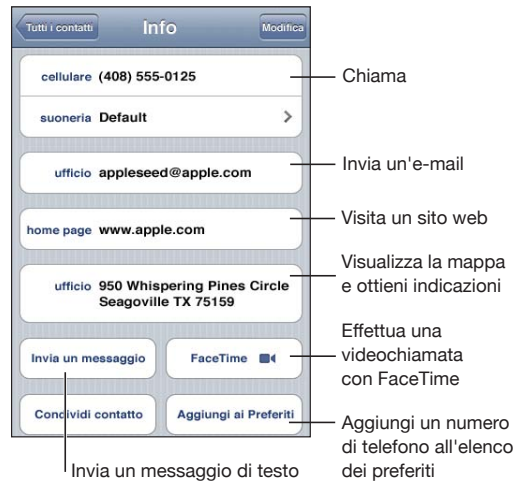 Tutti i contatti
Info
Modifica
cellulare (408) 555-0125
Chiama
suoneria Default
ufficio appleseed@apple.com
Invia un'e-mail
home page www.apple.com
Visita un sito web
ufficio 950 Whispering Pines Circle
Seagoville TX 75159
Visualizza la mappa
e ottieni indicazioni
Invia un messaggio
FaceTime
Effettua una
videochiamata
con FaceTime
Condividi contatto
Aggiungi ai Preferiti
Aggiungi un numero
di telefono all'elenco
dei preferiti
Invia un messaggio di testo